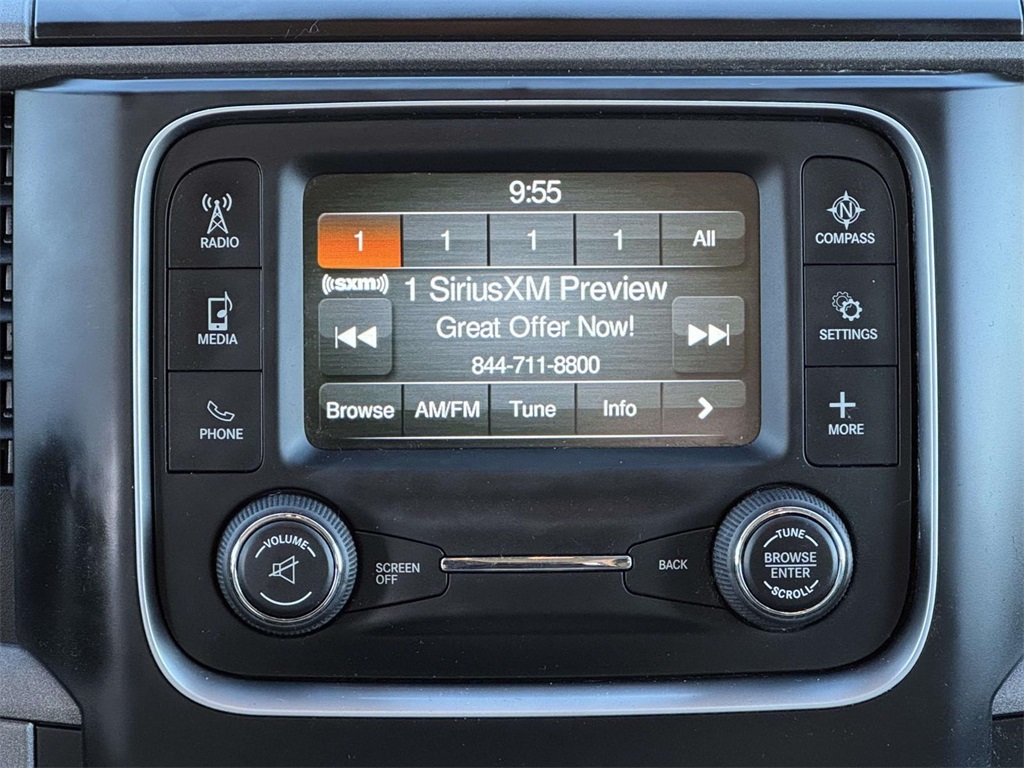 9:55
1 1 1 1 All
((sxm)) 1 SiriusXM Preview
Great Offer Now!
844-711-8800
Browse AM/FM Tune Info
RADIO
MEDIA
PHONE
N
COMPASS
SETTINGS
MORE
VOLUME
SCREEN
OFF
BACK
TUNE
BROWSE
ENTER
SCROLL